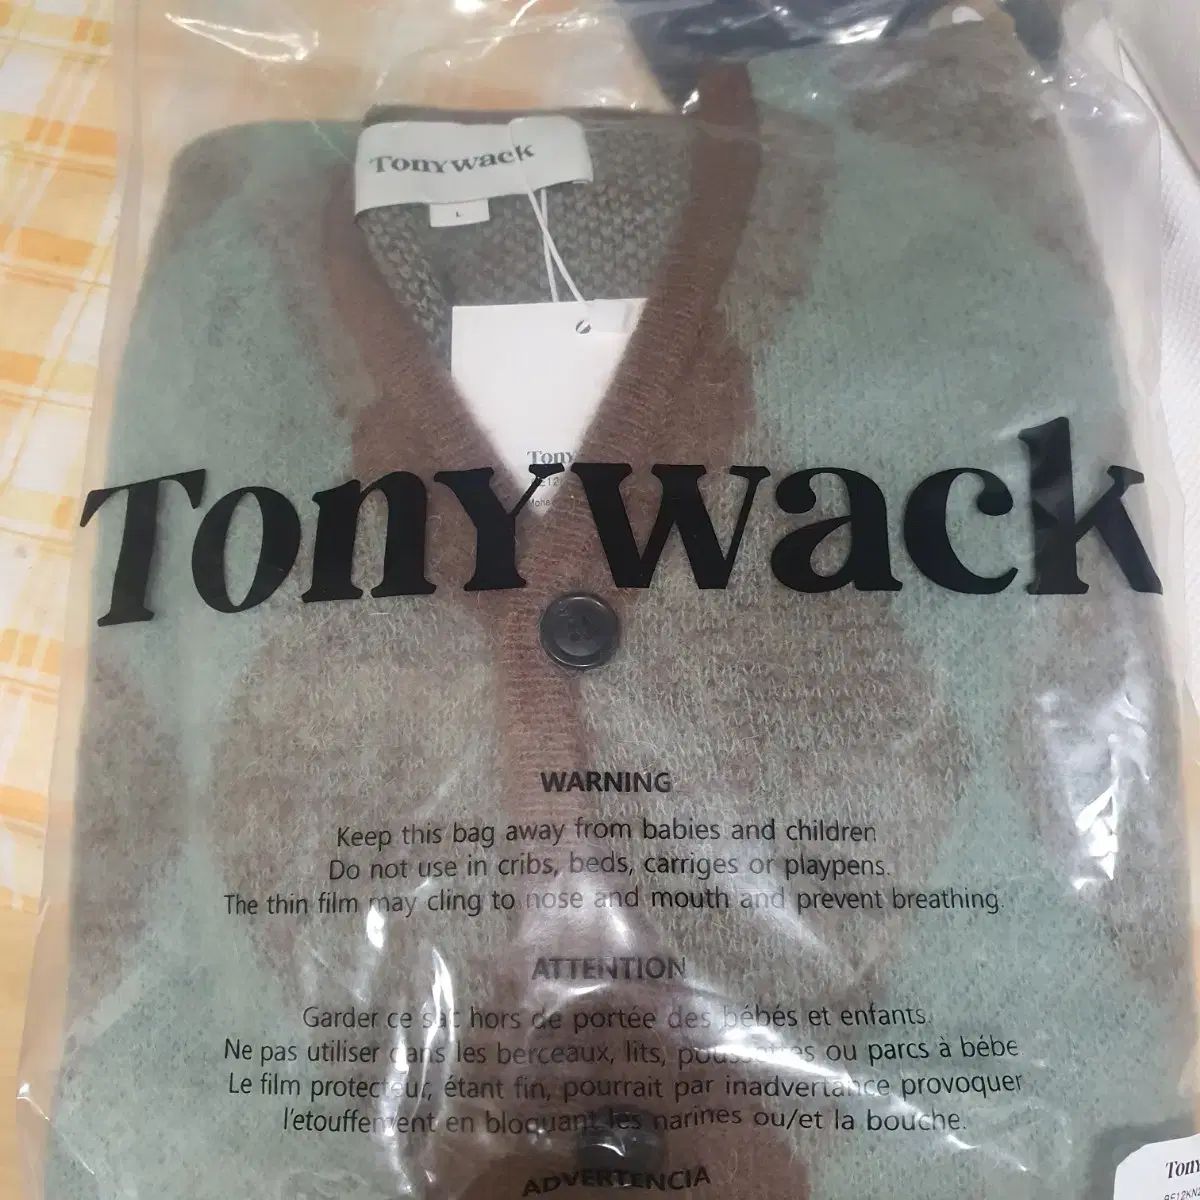 Tonywack
L
Tony
Tonywack
WARNING
Keep this bag away from babies and children
Do not use in cribs, beds, carriges or playpens.
The thin film may cling to nose and mouth and prevent breathing.
ATTENTION
Garder ce sac hors de portée des bébés et enfants.
Ne pas utiliser dans les berceaux, lits, poussettes ou parcs à bébe
Le film protecteur, étant fin, pourrait par inadvertance provoquer
l'etouffement en bloquant les narines ou/et la bouche.
ADVERTENCIA
Tony